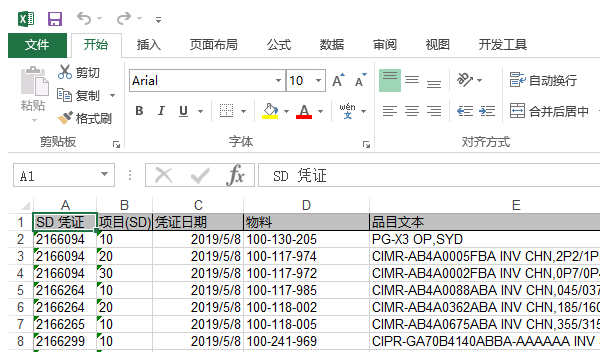 文件 开始 插入 页面布局 公式 数据 审阅 视图 开发工具
剪切
复制
格式刷
粘贴
剪贴板
Arial 10 A A
B I U A wén 文
字体
自动换行
合并后居中
对齐方式
A1 fx SD 凭证
A B C D E
1 SD 凭证 项目(SD) 凭证日期 物料 品目文本
2 2166094 10 2019/5/8 100-130-205 PG-X3 OP,SYD
3 2166094 20 2019/5/8 100-117-974 CIMR-AB4A0005FBA INV CHN,2P2/1P
4 2166094 30 2019/5/8 100-117-972 CIMR-AB4A0002FBA INV CHN,0P7/0P4
5 2166264 10 2019/5/8 100-117-985 CIMR-AB4A0088ABA INV CHN,045/037
6 2166264 20 2019/5/8 100-118-002 CIMR-AB4A0362ABA INV CHN,185/160
7 2166265 10 2019/5/8 100-118-005 CIMR-AB4A0675ABA INV CHN,355/315
8 2166299 10 2019/5/8 100-241-969 CIPR-GA70B4140ABBA-AAAAAA INV